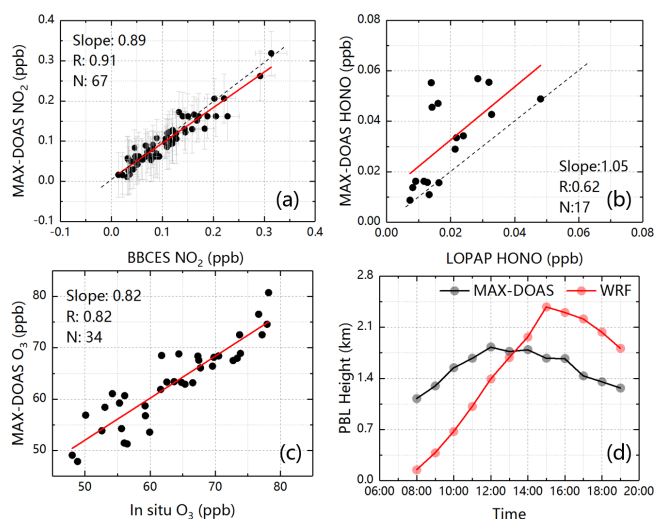 (a)
Slope: 0.89
R: 0.91
N: 67
MAX-DOAS NO₂ (ppb)
0.4
0.3
0.2
0.1
0.0
-0.1
-0.1 0.0 0.1 0.2 0.3 0.4
BBCES NO₂ (ppb)
(b)
Slope:1.05
R:0.62
N:17
MAX-DOAS HONO (ppb)
0.08
0.06
0.04
0.02
0.00
0.00 0.02 0.04 0.06 0.08
LOPAP HONO (ppb)
(c)
Slope: 0.82
R: 0.82
N: 34
MAX-DOAS O₃ (ppb)
80
70
60
50
50 60 70 80
In situ O₃ (ppb)
(d)
MAX-DOAS WRF
PBL Height (km)
2.8
2.1
1.4
0.7
0.0
06:00 08:00 10:00 12:00 14:00 16:00 18:00 20:00
Time